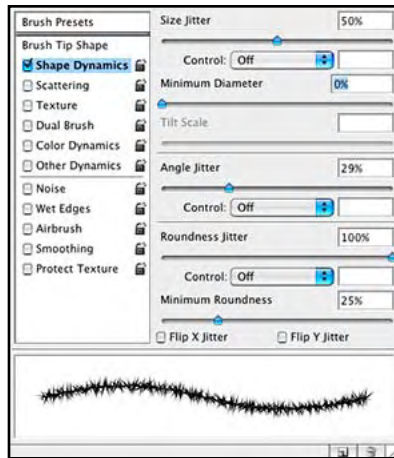 Brush Presets
Brush Tip Shape
Shape Dynamics
Scattering
Texture
Dual Brush
Color Dynamics
Other Dynamics
Noise
Wet Edges
Airbrush
Smoothing
Protect Texture
Size Jitter 50%
Control: Off
Minimum Diameter 0%
Tilt Scale
Angle Jitter 29%
Control: Off
Roundness Jitter 100%
Control: Off
Minimum Roundness 25%
Flip X Jitter Flip Y Jitter